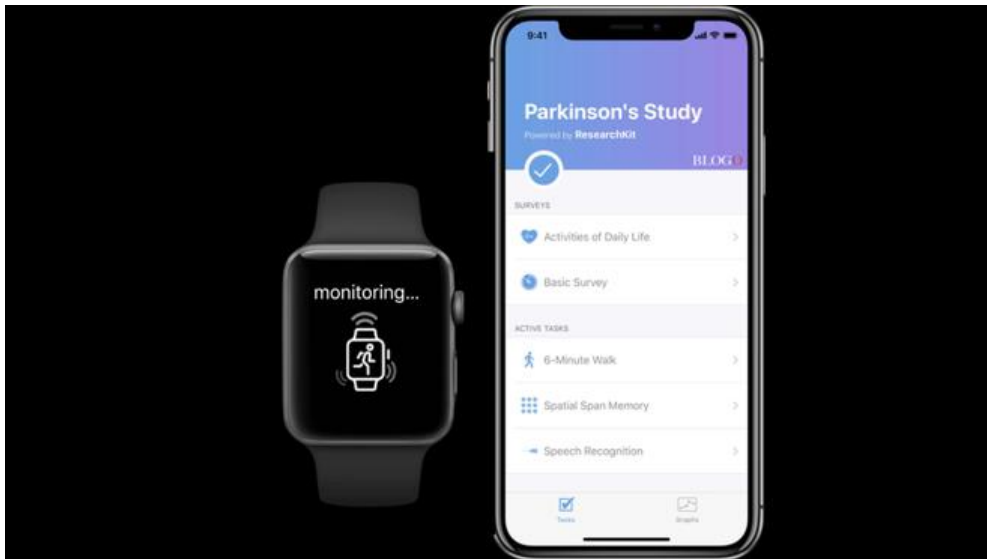 monitoring...
9:41
Parkinson's Study
Powered by ResearchKit
BLOGO
SURVEYS
Activities of Daily Life
Basic Survey
ACTIVE TASKS
6-Minute Walk
Spatial Span Memory
Speech Recognition
Tasks
Graphs